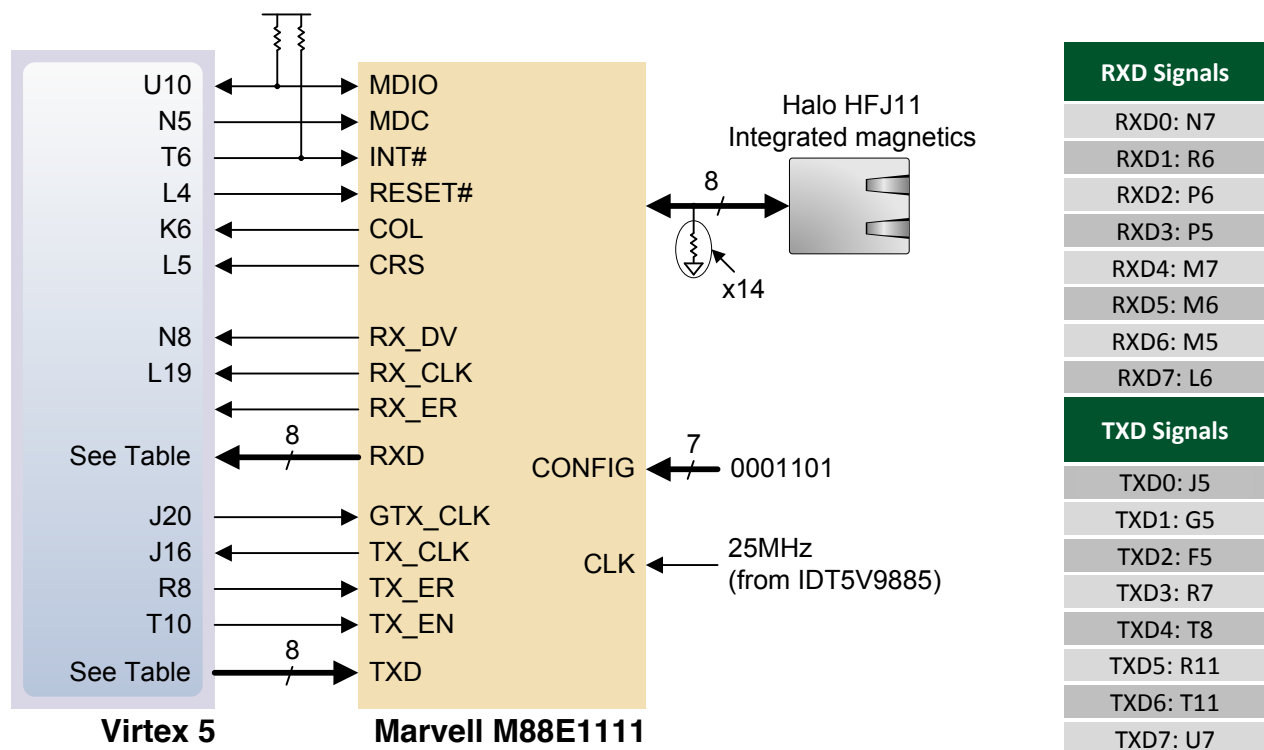 U10 MDIO
N5 MDC
T6 INT#
L4 RESET#
K6 COL
L5 CRS
N8 RX_DV
L19 RX_CLK
RX_ER
See Table 8 RXD
J20 GTX_CLK
J16 TX_CLK
R8 TX_ER
T10 TX_EN
See Table 8 TXD
Virtex 5
Marvell M88E1111
Halo HFJ11
Integrated magnetics
8
x14
CONFIG 7 0001101
CLK 25MHz
(from IDT5V9885)
RXD Signals
RXD0: N7
RXD1: R6
RXD2: P6
RXD3: P5
RXD4: M7
RXD5: M6
RXD6: M5
RXD7: L6
TXD Signals
TXD0: J5
TXD1: G5
TXD2: F5
TXD3: R7
TXD4: T8
TXD5: R11
TXD6: T11
TXD7: U7